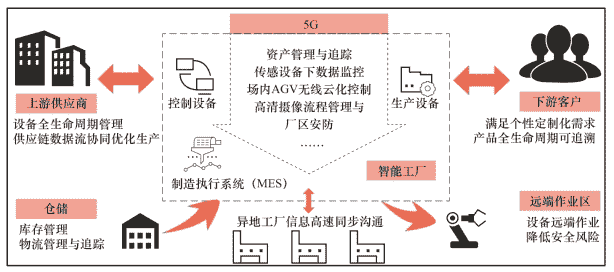 5G
资产管理与追踪
传感设备下数据监控
场内AGV无线云化控制
高清摄像流程管理与
厂区安防
……
控制设备
生产设备
制造执行系统（MES）
智能工厂
上游供应商
设备全生命周期管理
供应链数据流协同优化生产
下游客户
满足个性定制化需求
产品全生命周期可追溯
仓储
库存管理
物流管理与追踪
异地工厂信息高速同步沟通
远端作业区
设备远端作业
降低安全风险